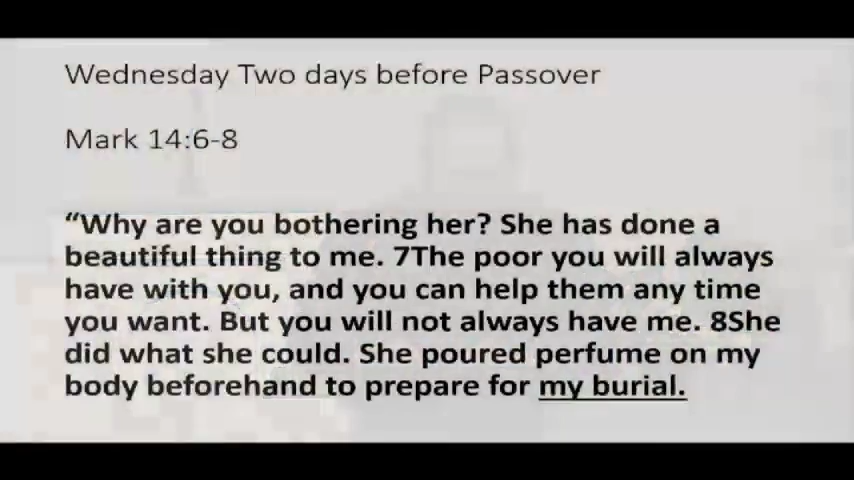 Wednesday Two days before Passover
Mark 14:6-8
“Why are you bothering her? She has done a
beautiful thing to me. 7The poor you will always
have with you, and you can help them any time
you want. But you will not always have me. 8She
did what she could. She poured perfume on my
body beforehand to prepare for my burial.